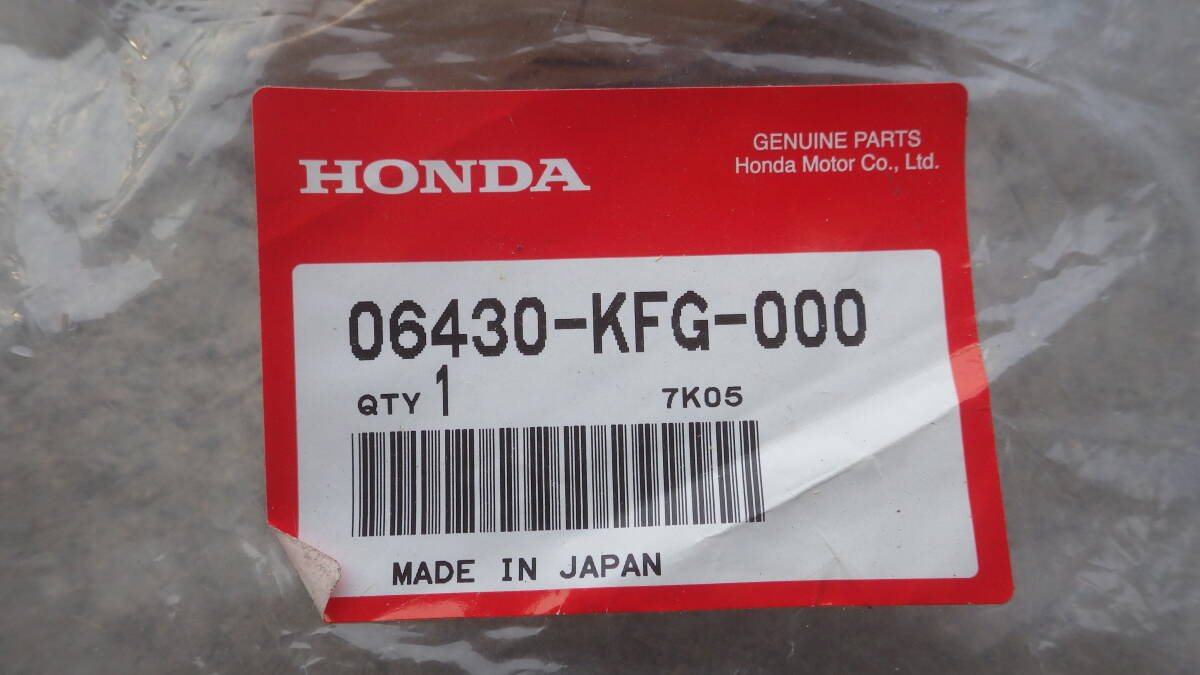 HONDA
GENUINE PARTS
Honda Motor Co., Ltd.
06430-KFG-000
QTY 1 7K05
MADE IN JAPAN